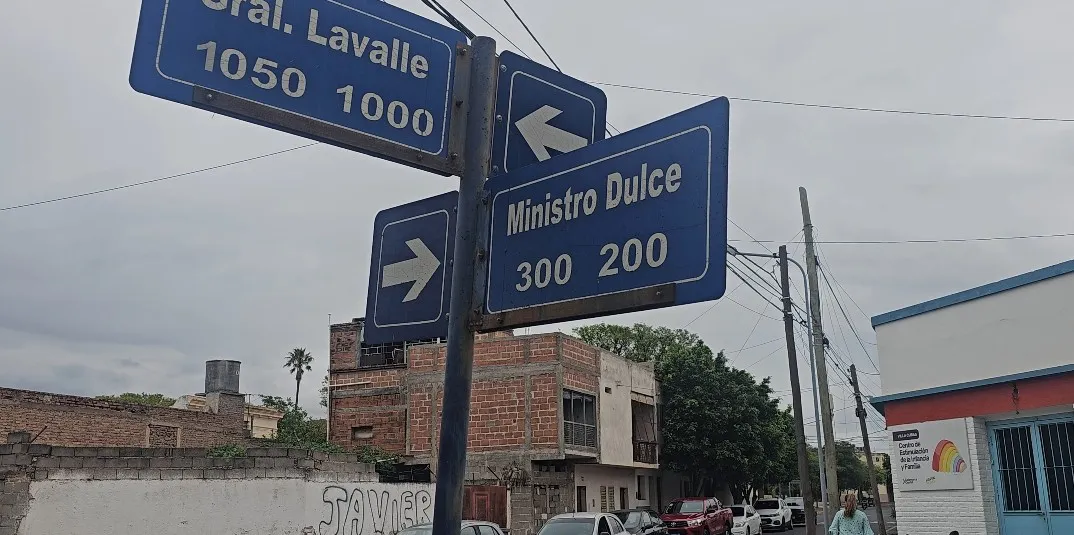 Gral. Lavalle
1050 1000
Ministro Dulce
300 200
JAVIER
Centro de
Estimulación
de la Infancia
y Familia